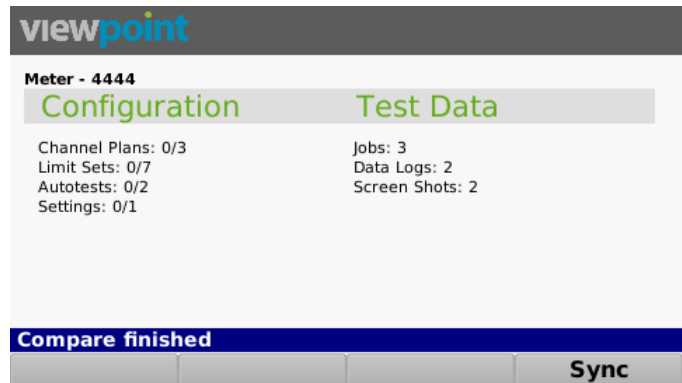 viewpoint
Meter - 4444
Configuration
Test Data
Channel Plans: 0/3
Limit Sets: 0/7
Autotests: 0/2
Settings: 0/1
Jobs: 3
Data Logs: 2
Screen Shots: 2
Compare finished
Sync